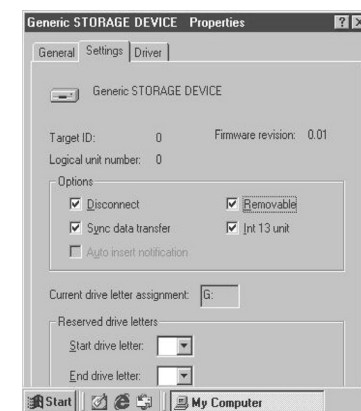 Generic STORAGE DEVICE Properties
General Settings Driver
Generic STORAGE DEVICE
Target ID: 0 Firmware revision: 0.01
Logical unit number: 0
Options
Disconnect Removable
Sync data transfer Int 13 unit
Auto insert notification
Current drive letter assignment: G:
Reserved drive letters
Start drive letter:
End drive letter:
Start My Computer